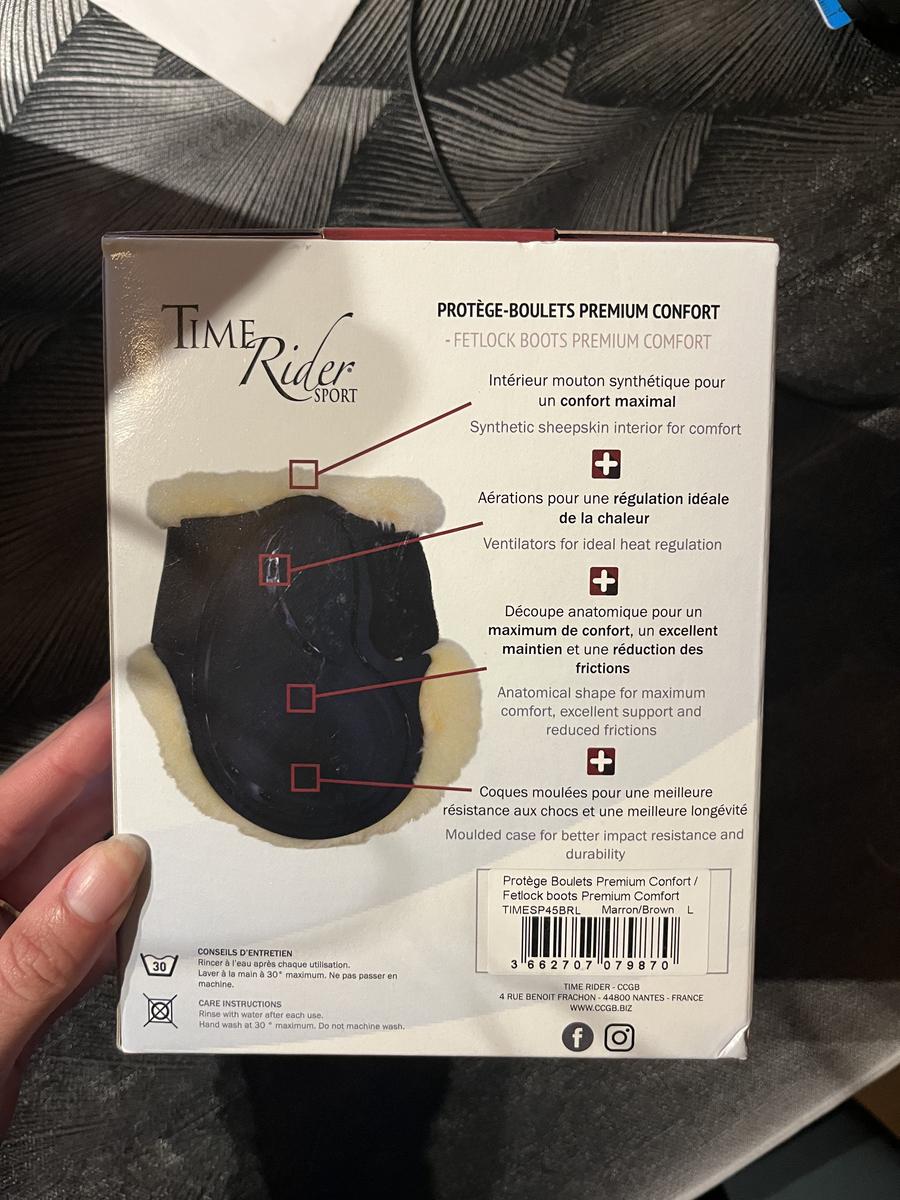 TIME
Rider
SPORT
PROTÈGE-BOULETS PREMIUM CONFORT
- FETLOCK BOOTS PREMIUM COMFORT
Intérieur mouton synthétique pour
un confort maximal
Synthetic sheepskin interior for comfort
Aérations pour une régulation idéale
de la chaleur
Ventilators for ideal heat regulation
Découpe anatomique pour un
maximum de confort, un excellent
maintien et une réduction des
frictions
Anatomical shape for maximum
comfort, excellent support and
reduced frictions
Coques moulées pour une meilleure
résistance aux chocs et une meilleure longévité
Moulded case for better impact resistance and
durability
Protège Boulets Premium Confort /
Fetlock boots Premium Comfort
TIMESP45BRL Marron/Brown L
3 662707 079870
30
CONSEILS D'ENTRETIEN
Rincer à l'eau après chaque utilisation.
Laver à la main à 30° maximum. Ne pas passer en
machine.
CARE INSTRUCTIONS
Rinse with water after each use.
Hand wash at 30 ° maximum. Do not machine wash.
TIME RIDER - CCGB
4 RUE BENOIT FRACHON - 44800 NANTES - FRANCE
WWW.CCGB.BIZ